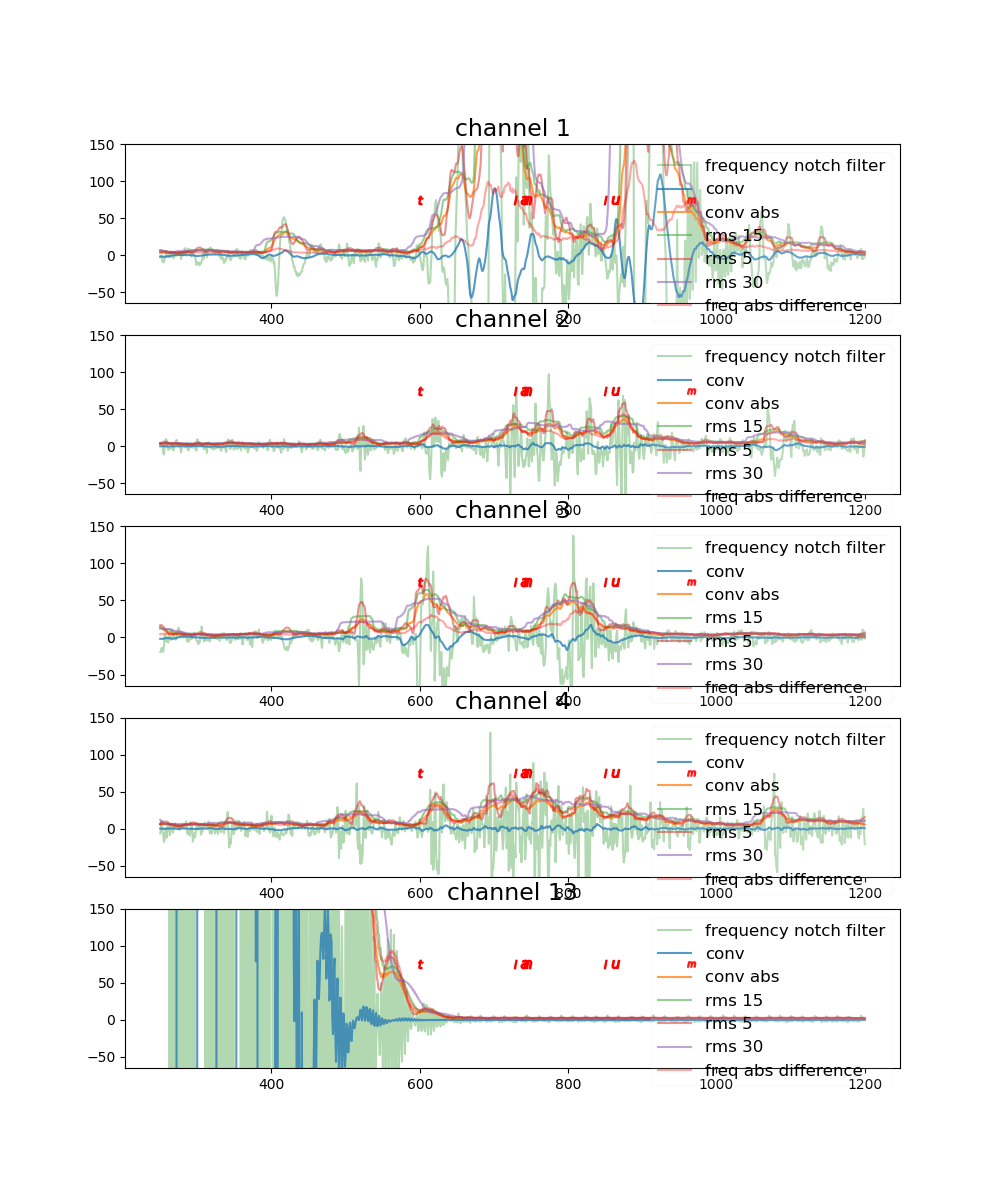 channel 1
150
100
50
0
−50
t ı a n ı u m
frequency notch filter
conv
conv abs
rms 15
rms 5
rms 30
freq abs difference
400 600 800 1000 1200
channel 2
150
100
50
0
−50
t ı a n ı u m
frequency notch filter
conv
conv abs
rms 15
rms 5
rms 30
freq abs difference
400 600 800 1000 1200
channel 3
150
100
50
0
−50
t ı a n ı u m
frequency notch filter
conv
conv abs
rms 15
rms 5
rms 30
freq abs difference
400 600 800 1000 1200
channel 4
150
100
50
0
−50
t ı a n ı u m
frequency notch filter
conv
conv abs
rms 15
rms 5
rms 30
freq abs difference
400 600 800 1000 1200
channel 13
150
100
50
0
−50
t ı a n ı u m
frequency notch filter
conv
conv abs
rms 15
rms 5
rms 30
freq abs difference
400 600 800 1000 1200